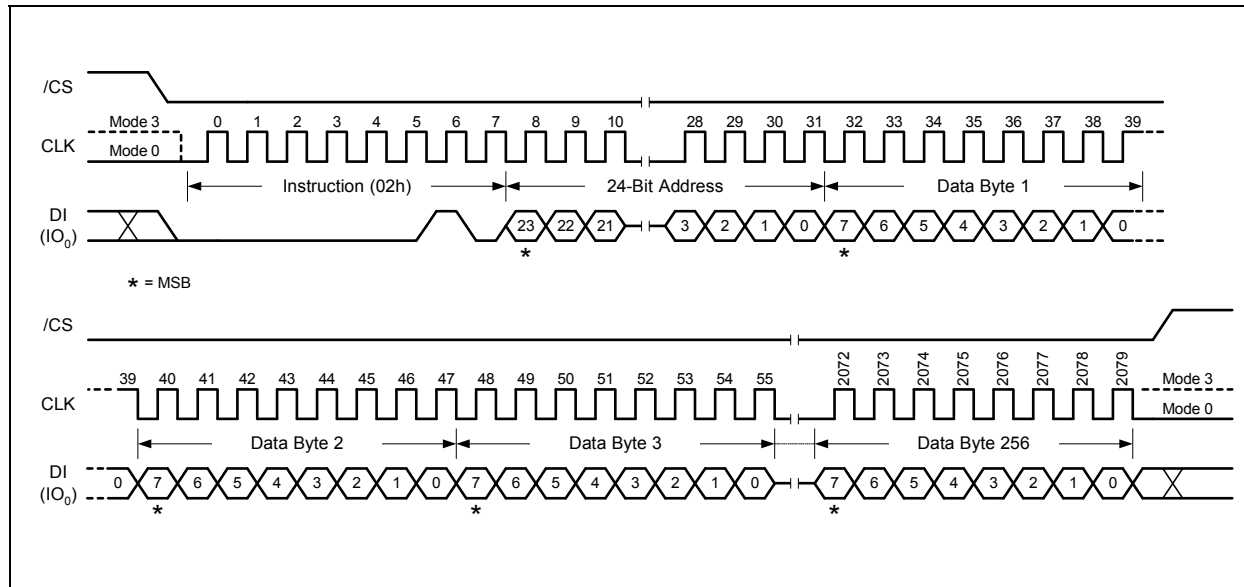 /CS
Mode 3
0 1 2 3 4 5 6 7 8 9 10 28 29 30 31 32 33 34 35 36 37 38 39
CLK
Mode 0
Instruction (02h) 24-Bit Address Data Byte 1
DI
(IO0)
23 22 21 3 2 1 0 7 6 5 4 3 2 1 0
*
*
* = MSB
/CS
39 40 41 42 43 44 45 46 47 48 49 50 51 52 53 54 55 2072 2073 2074 2075 2076 2077 2078 2079
Mode 3
CLK
Mode 0
Data Byte 2 Data Byte 3 Data Byte 256
DI
(IO0)
0 7 6 5 4 3 2 1 0 7 6 5 4 3 2 1 0 7 6 5 4 3 2 1 0
*
*
*